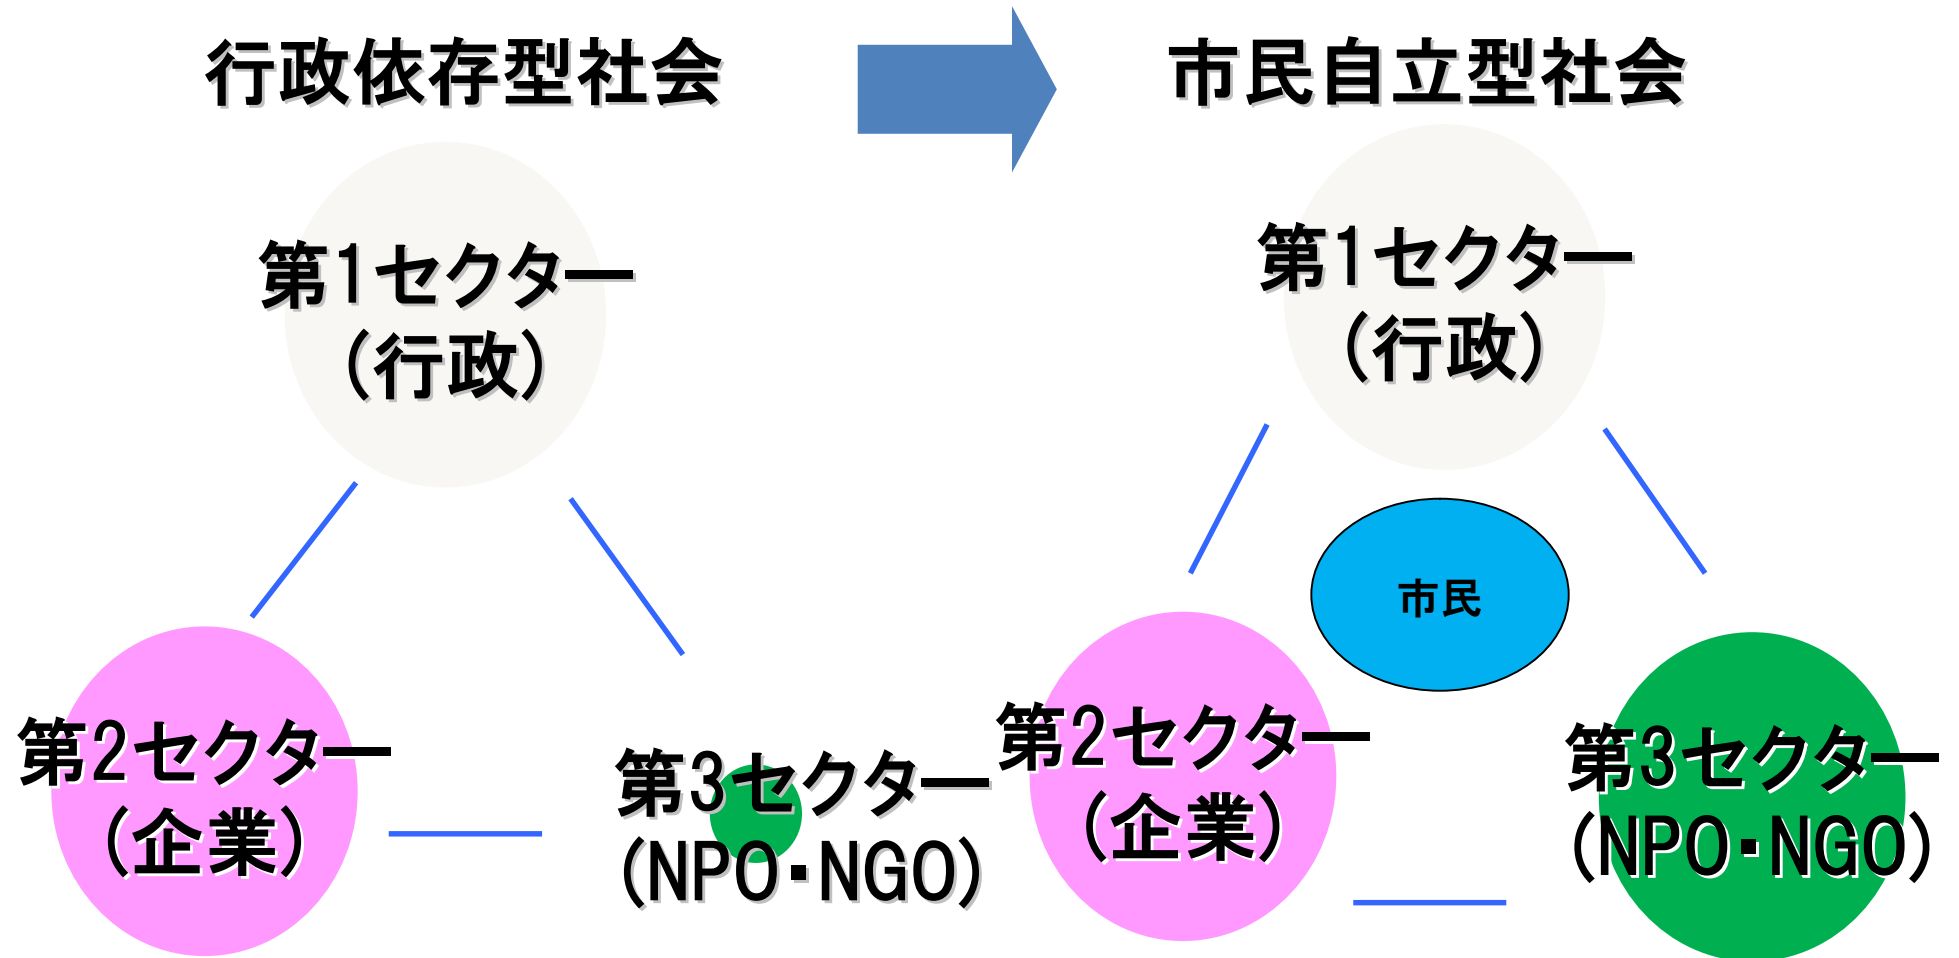 行政依存型社会
市民自立型社会
第1セクター
(行政)
第2セクター
(企業)
第3セクター
(NPO・NGO)
第1セクター
(行政)
市民
第2セクター
(企業)
第3セクター
(NPO・NGO)